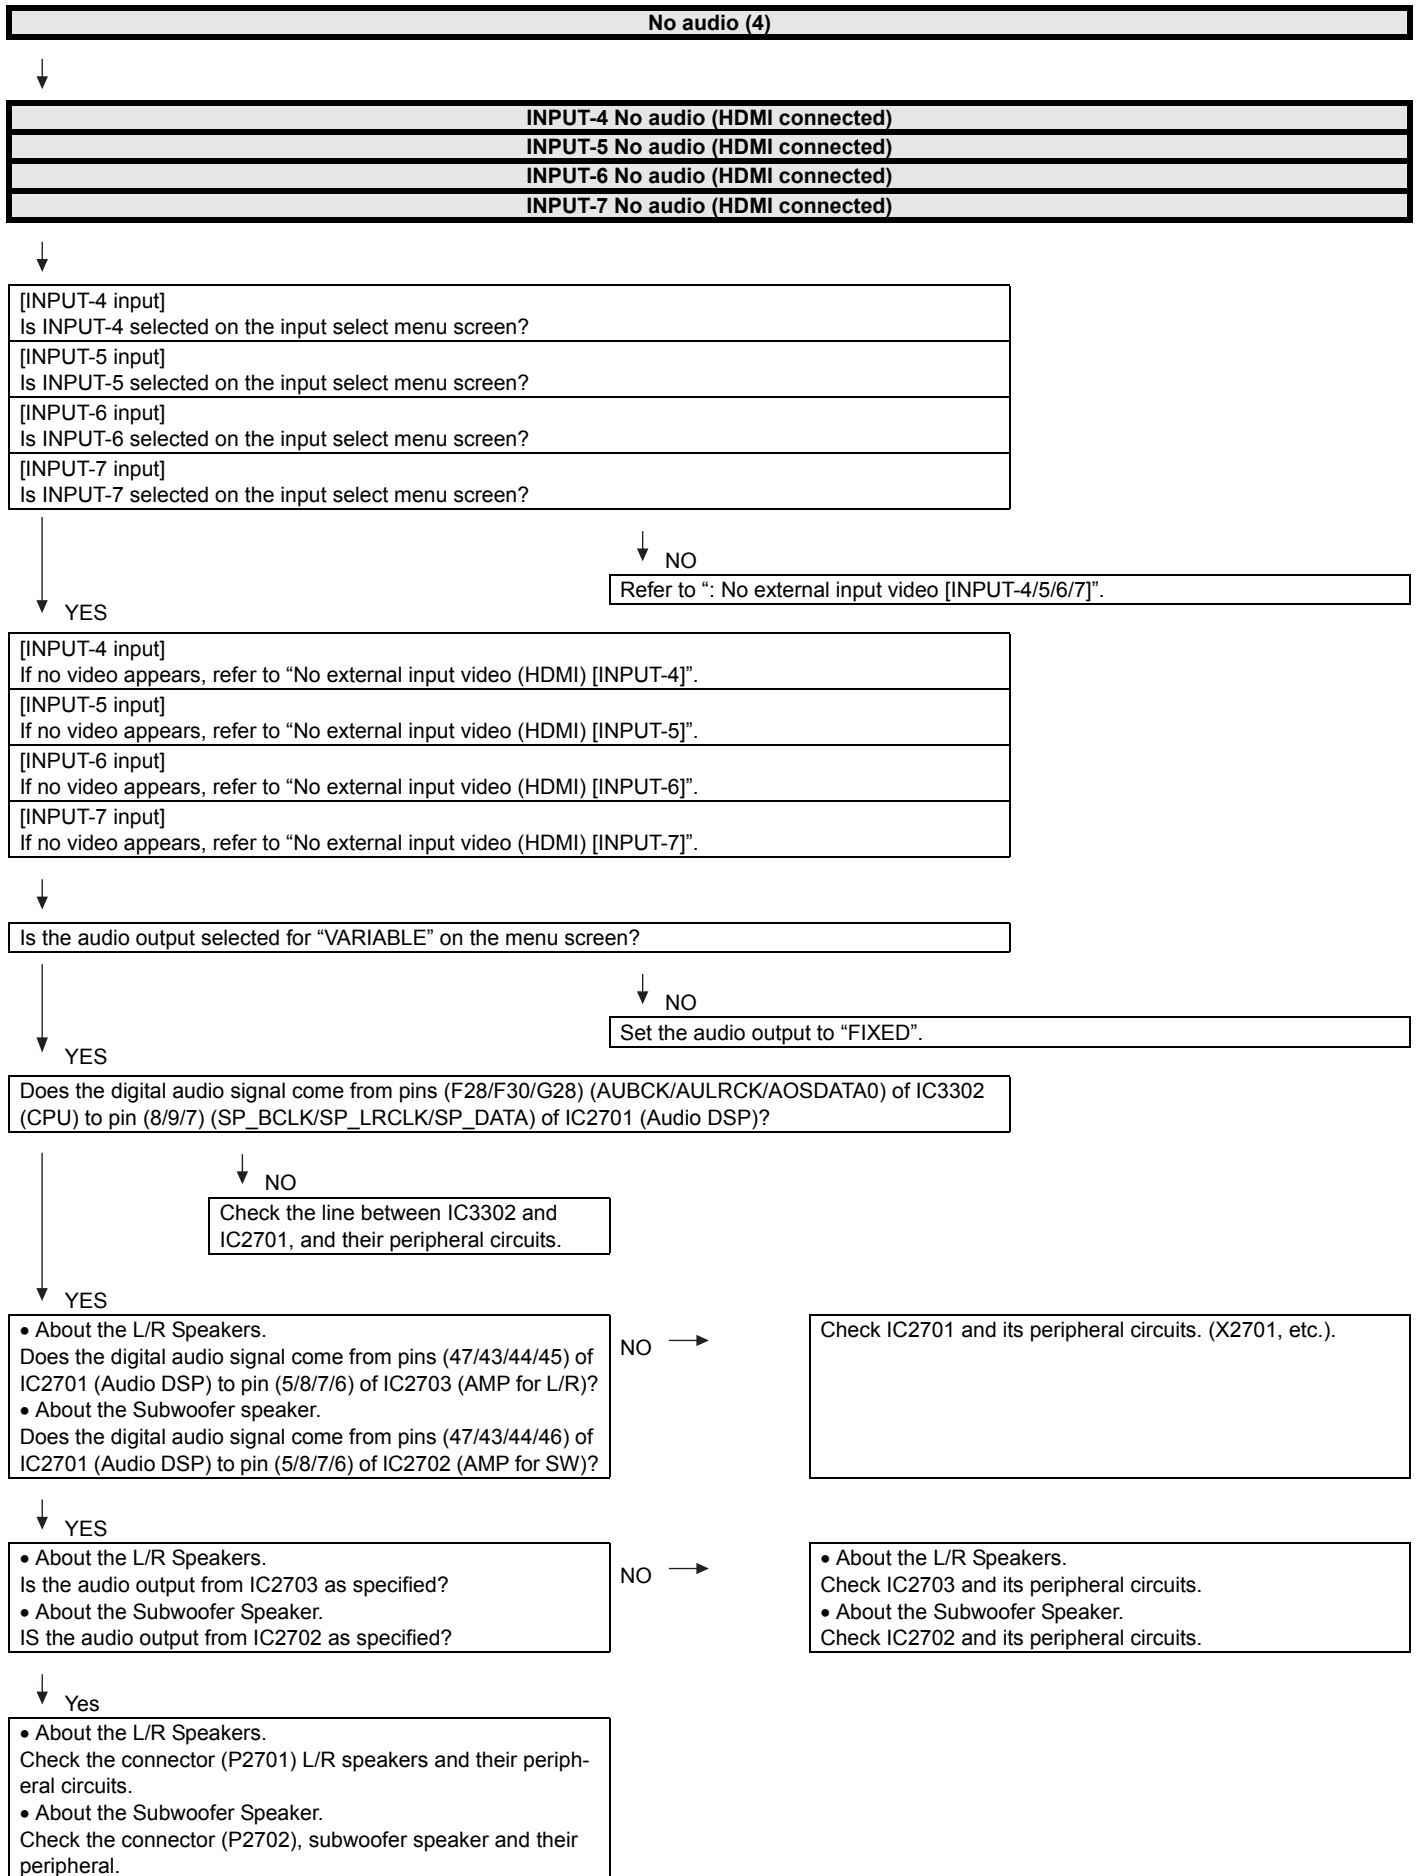 No audio (4)
INPUT-4 No audio (HDMI connected)
INPUT-5 No audio (HDMI connected)
INPUT-6 No audio (HDMI connected)
INPUT-7 No audio (HDMI connected)
[INPUT-4 input]
Is INPUT-4 selected on the input select menu screen?
[INPUT-5 input]
Is INPUT-5 selected on the input select menu screen?
[INPUT-6 input]
Is INPUT-6 selected on the input select menu screen?
[INPUT-7 input]
Is INPUT-7 selected on the input select menu screen?
NO
Refer to “: No external input video [INPUT-4/5/6/7]”.
YES
[INPUT-4 input]
If no video appears, refer to “No external input video (HDMI) [INPUT-4]”.
[INPUT-5 input]
If no video appears, refer to “No external input video (HDMI) [INPUT-5]”.
[INPUT-6 input]
If no video appears, refer to “No external input video (HDMI) [INPUT-6]”.
[INPUT-7 input]
If no video appears, refer to “No external input video (HDMI) [INPUT-7]”.
Is the audio output selected for “VARIABLE” on the menu screen?
NO
Set the audio output to “FIXED”.
YES
Does the digital audio signal come from pins (F28/F30/G28) (AUBCK/AULRCK/AOSDATA0) of IC3302
(CPU) to pin (8/9/7) (SP_BCLK/SP_LRCLK/SP_DATA) of IC2701 (Audio DSP)?
NO
Check the line between IC3302 and
IC2701, and their peripheral circuits.
YES
• About the L/R Speakers.
Does the digital audio signal come from pins (47/43/44/45) of
IC2701 (Audio DSP) to pin (5/8/7/6) of IC2703 (AMP for L/R)?
• About the Subwoofer speaker.
Does the digital audio signal come from pins (47/43/44/46) of
IC2701 (Audio DSP) to pin (5/8/7/6) of IC2702 (AMP for SW)?
NO
Check IC2701 and its peripheral circuits. (X2701, etc.).
YES
• About the L/R Speakers.
Is the audio output from IC2703 as specified?
• About the Subwoofer Speaker.
IS the audio output from IC2702 as specified?
NO
• About the L/R Speakers.
Check IC2703 and its peripheral circuits.
• About the Subwoofer Speaker.
Check IC2702 and its peripheral circuits.
Yes
• About the L/R Speakers.
Check the connector (P2701) L/R speakers and their periph-
eral circuits.
• About the Subwoofer Speaker.
Check the connector (P2702), subwoofer speaker and their
peripheral.